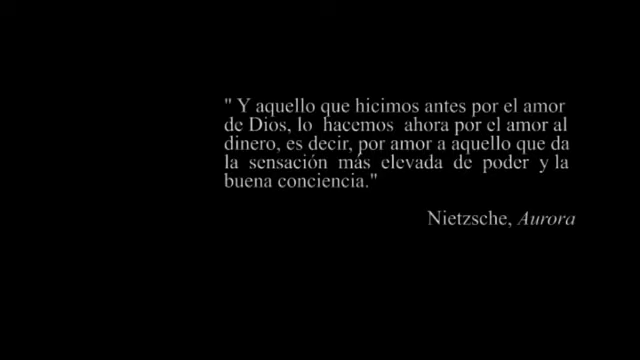 " Y aquello que hicimos antes por el amor
de Dios, lo hacemos ahora por el amor al
dinero, es decir, por amor a aquello que da
la sensación más elevada de poder y la
buena conciencia."
Nietzsche, Aurora